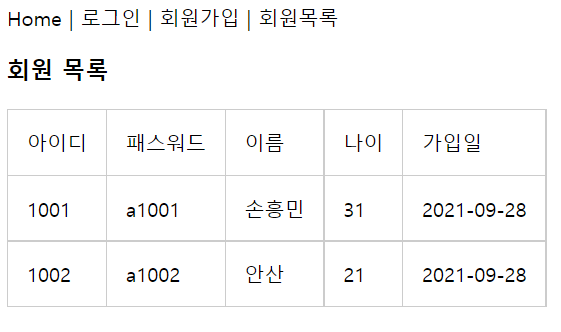 Home | 로그인 | 회원가입 | 회원목록
회원 목록
아이디 패스워드 이름 나이 가입일
1001 a1001 손흥민 31 2021-09-28
1002 a1002 안산 21 2021-09-28